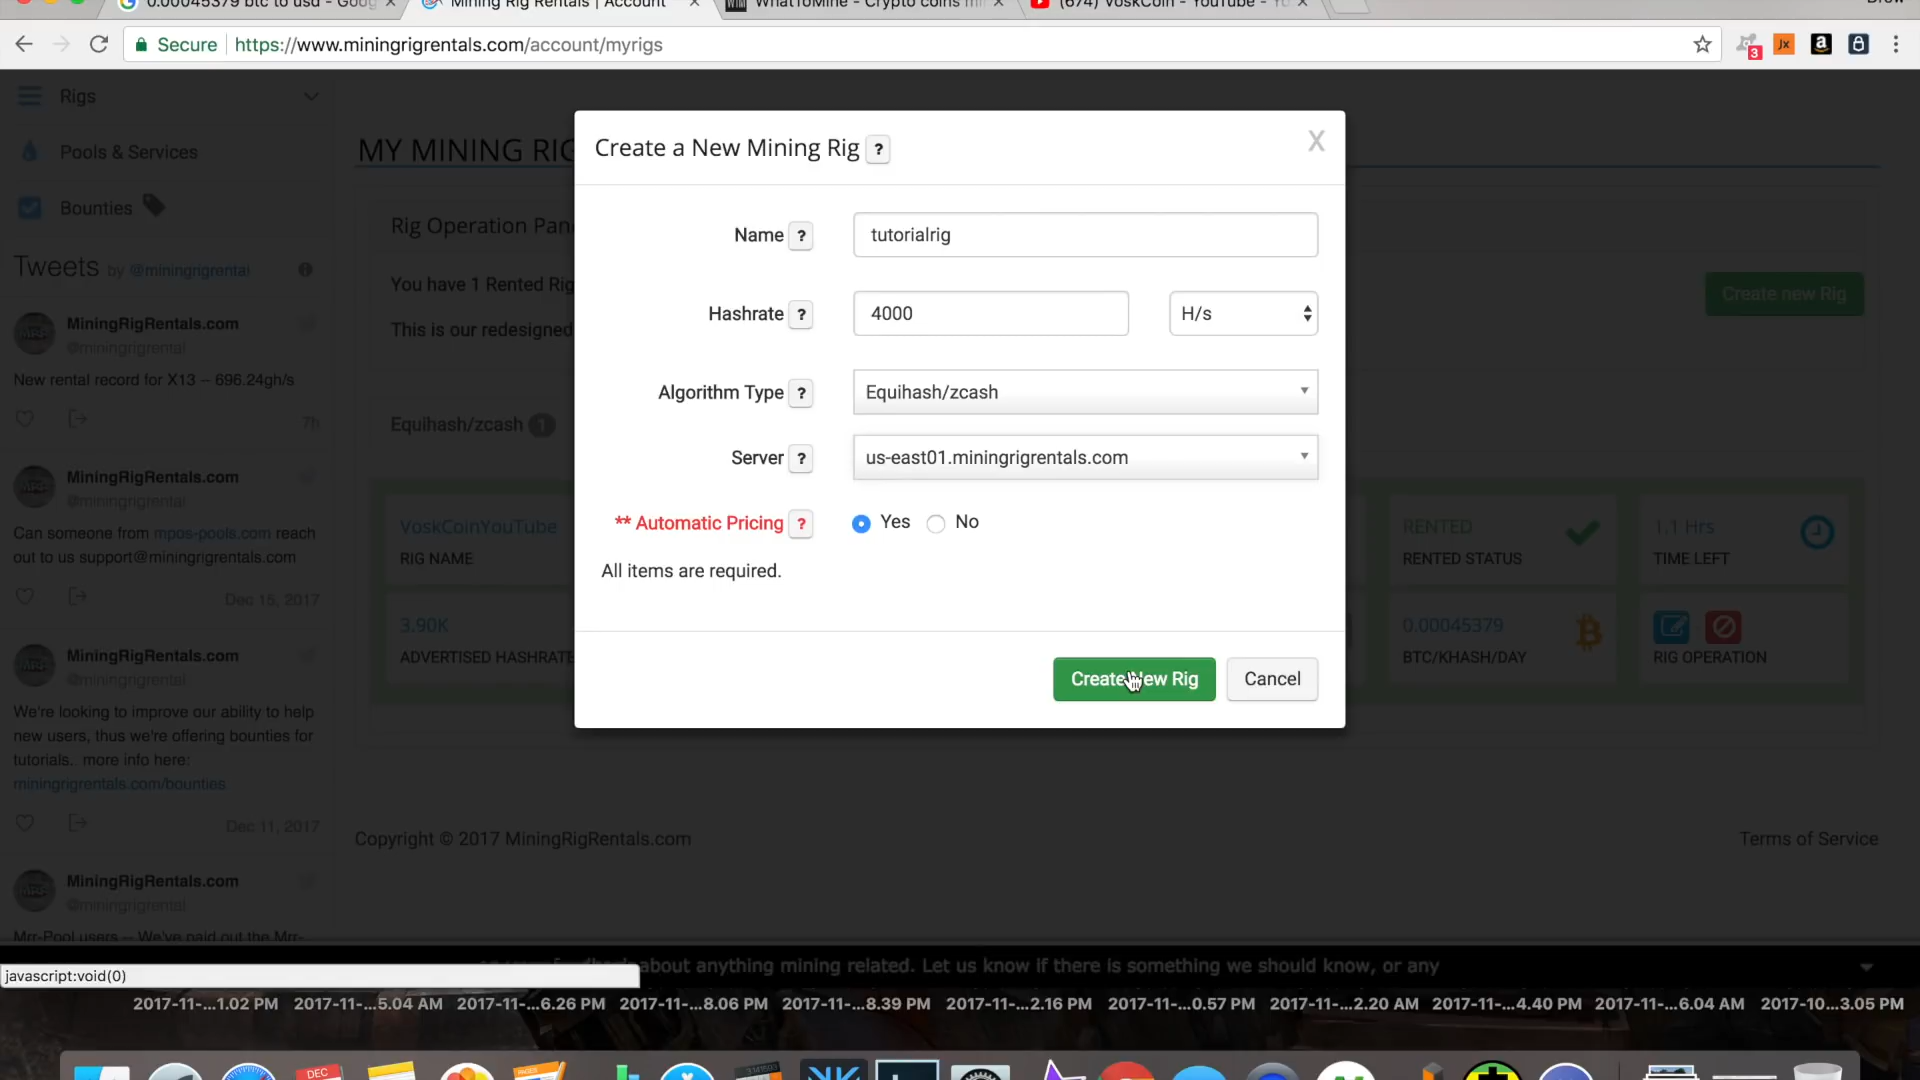 0.00045379 btc to usd - Goog
Mining Rig Rentals | Account
WhatToMine - Crypto coins min
(674) VoskCoin - YouTube - Yu
Drew
Secure
https://www.miningrigrentals.com/account/myrigs
3
Jx
a
Rigs
Pools & Services
Bounties
Tweets by @miningrigrental
MiningRigRentals.com
@miningrigrental
New rental record for X13 – 696.24gh/s
7h
MiningRigRentals.com
@miningrigrental
Can someone from mpos-pools.com reach
out to us support@miningrigrentals.com
Dec 15, 2017
MiningRigRentals.com
@miningrigrental
We're looking to improve our ability to help
new users, thus we're offering bounties for
tutorials.. more info here:
miningrigrentals.com/bounties
Dec 11, 2017
MiningRigRentals.com
@miningrigrental
Mrr-Pool users -- We've paid out the Mrr-
MY MINING RIG
Rig Operation Pan
You have 1 Rented Rig
This is our redesigned
Create new Rig
Equihash/zcash 1
VoskCoinYouTube
RIG NAME
3.90K
ADVERTISED HASHRATE
RENTED
RENTED STATUS
1.1 Hrs
TIME LEFT
0.00045379
BTC/KHASH/DAY
RIG OPERATION
Create a New Mining Rig ?
X
Name ?
tutorialrig
Hashrate ?
4000
H/s
Algorithm Type ?
Equihash/zcash
Server ?
us-east01.miningrigrentals.com
** Automatic Pricing ?
Yes
No
All items are required.
Create New Rig
Cancel
Copyright © 2017 MiningRigRentals.com
Terms of Service
about anything mining related. Let us know if there is something we should know, or any
javascript:void(0)
2017-11-...1.02 PM
2017-11-...5.04 AM
2017-11-...6.26 PM
2017-11-...8.06 PM
2017-11-...8.39 PM
2017-11-...2.16 PM
2017-11-...0.57 PM
2017-11-...2.20 AM
2017-11-...4.40 PM
2017-11-...6.04 AM
2017-10...3.05 PM
DEC
PAGES